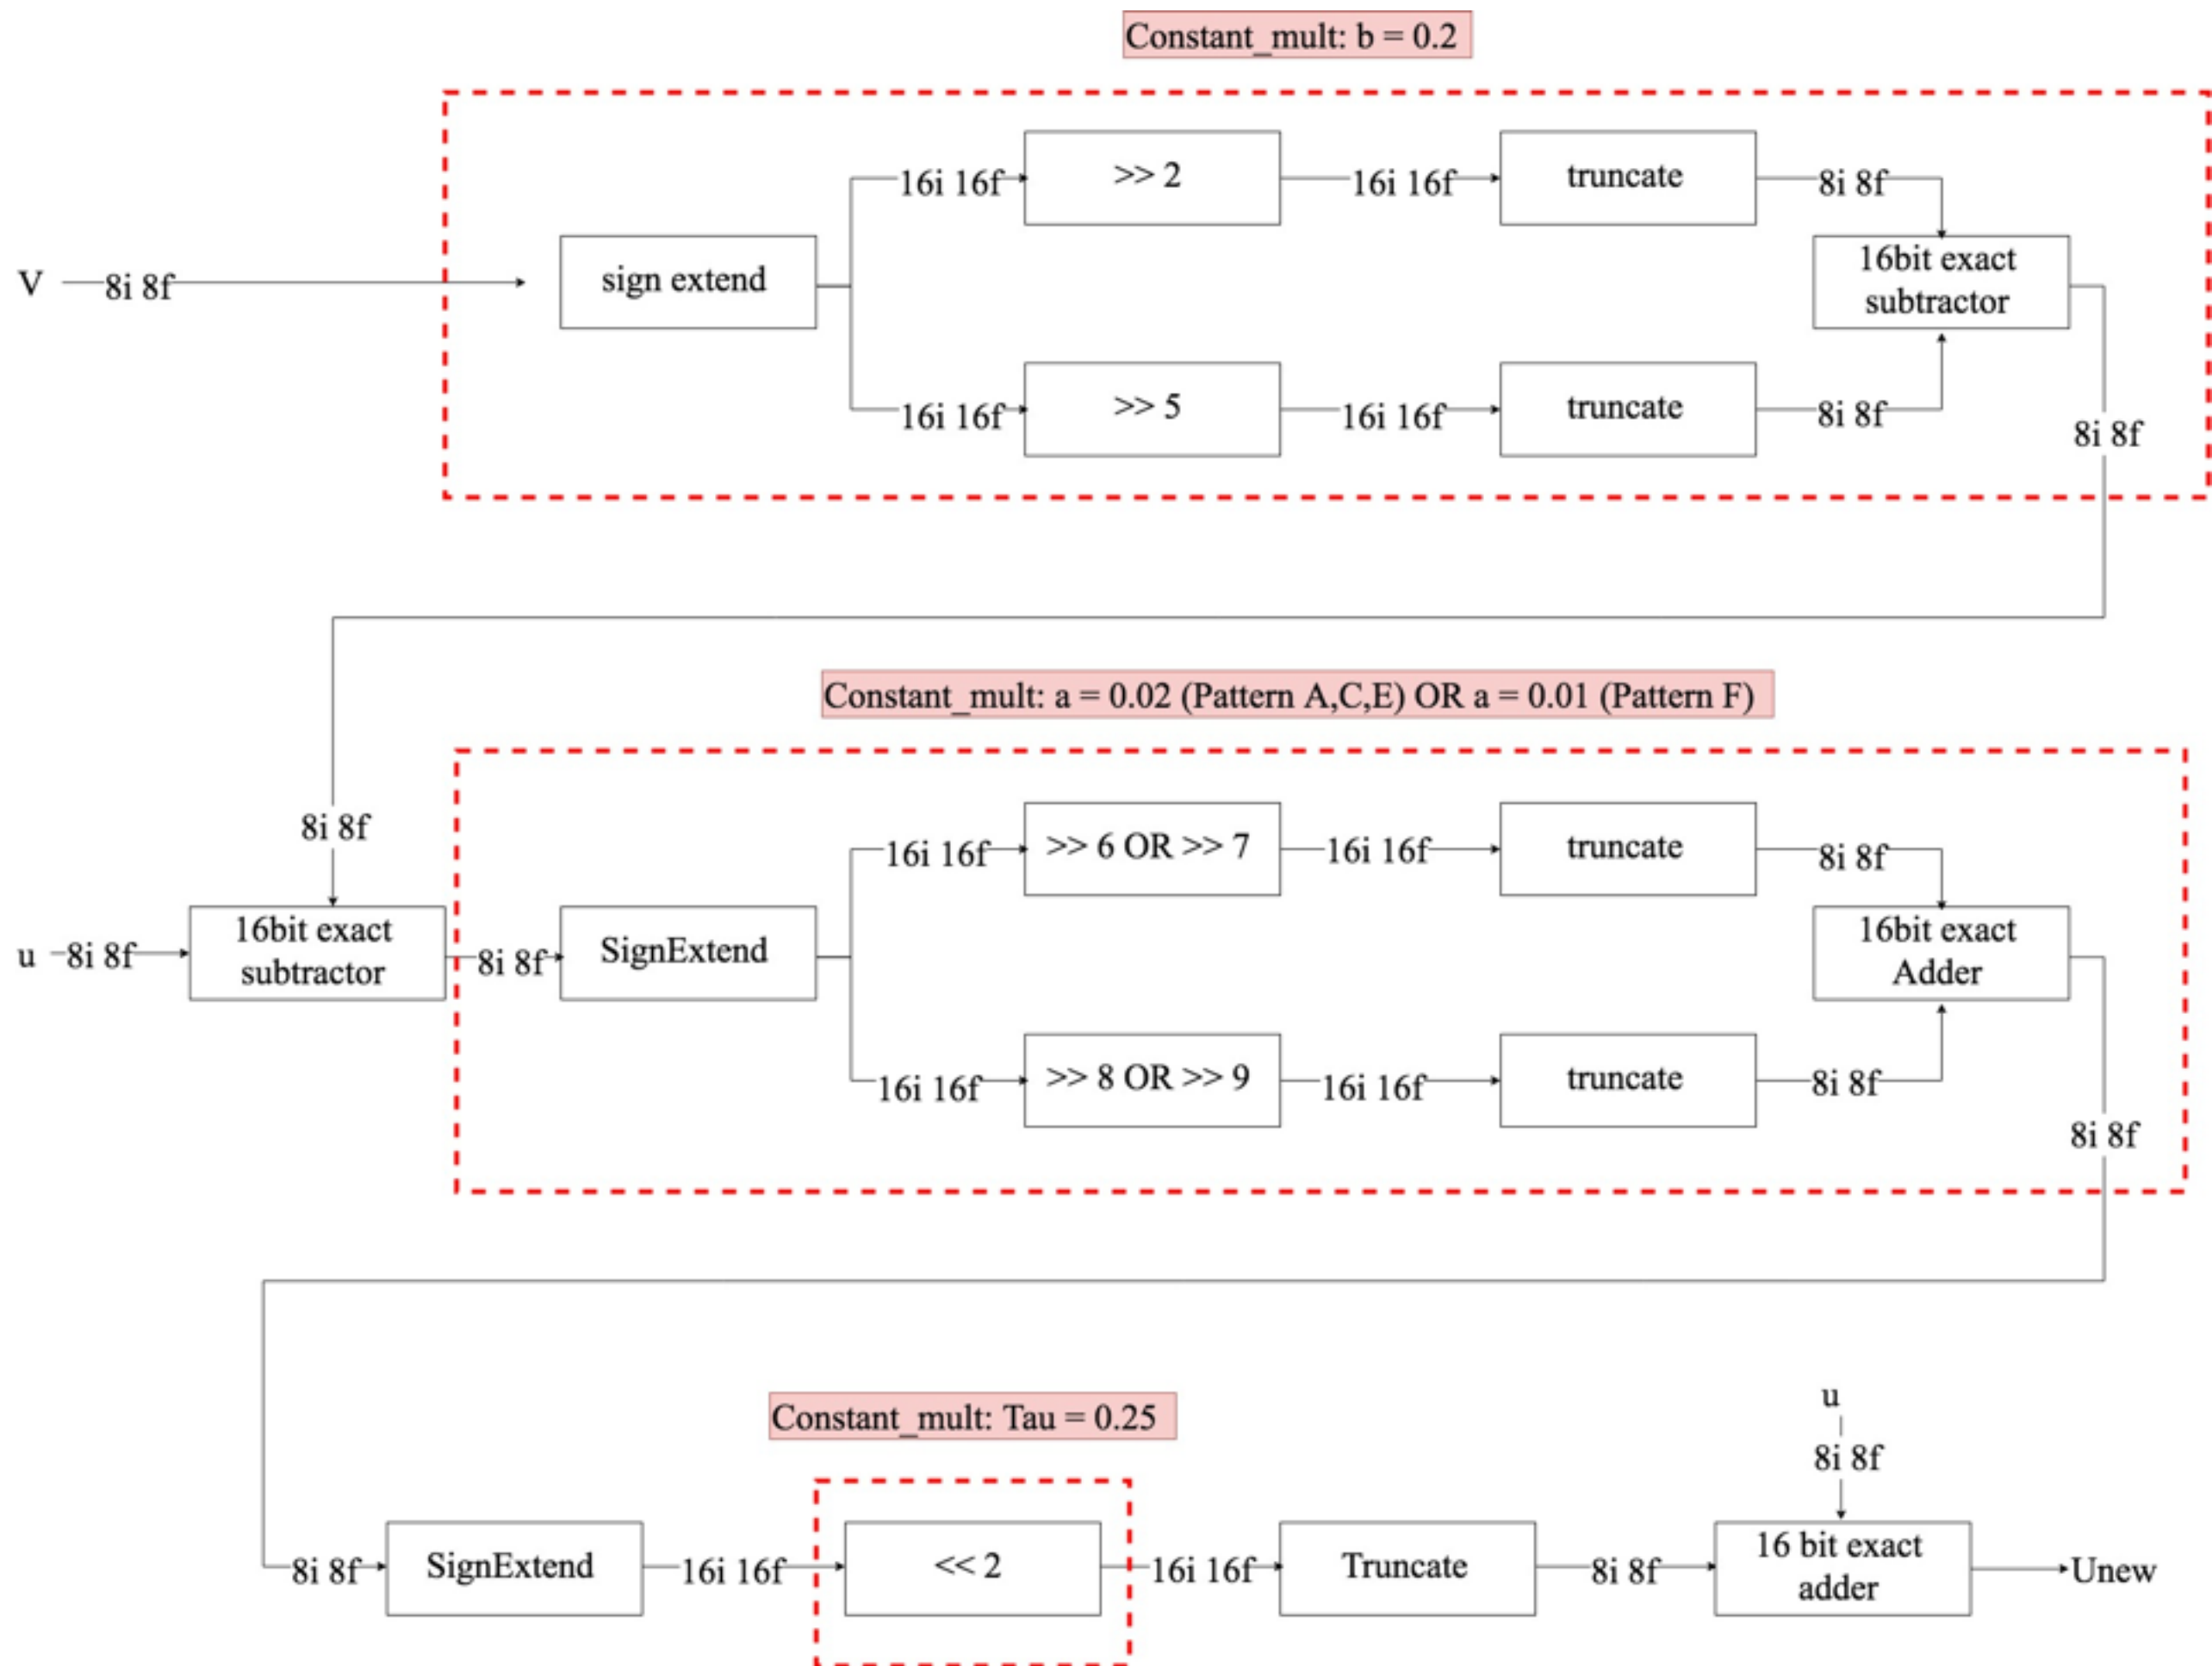 Constant_mult: b = 0.2
16i 16f
>> 2
16i 16f
truncate
8i 8f
V
8i 8f
sign extend
16bit exact
subtractor
16i 16f
>> 5
16i 16f
truncate
8i 8f
8i 8f
Constant_mult: a = 0.02 (Pattern A,C,E) OR a = 0.01 (Pattern F)
8i 8f
16i 16f
>> 6 OR >> 7
16i 16f
truncate
8i 8f
u
8i 8f
16bit exact
subtractor
8i 8f
SignExtend
16bit exact
Adder
16i 16f
>> 8 OR >> 9
16i 16f
truncate
8i 8f
8i 8f
Constant_mult: Tau = 0.25
u
8i 8f
8i 8f
SignExtend
16i 16f
<< 2
16i 16f
Truncate
8i 8f
16 bit exact
adder
Unew